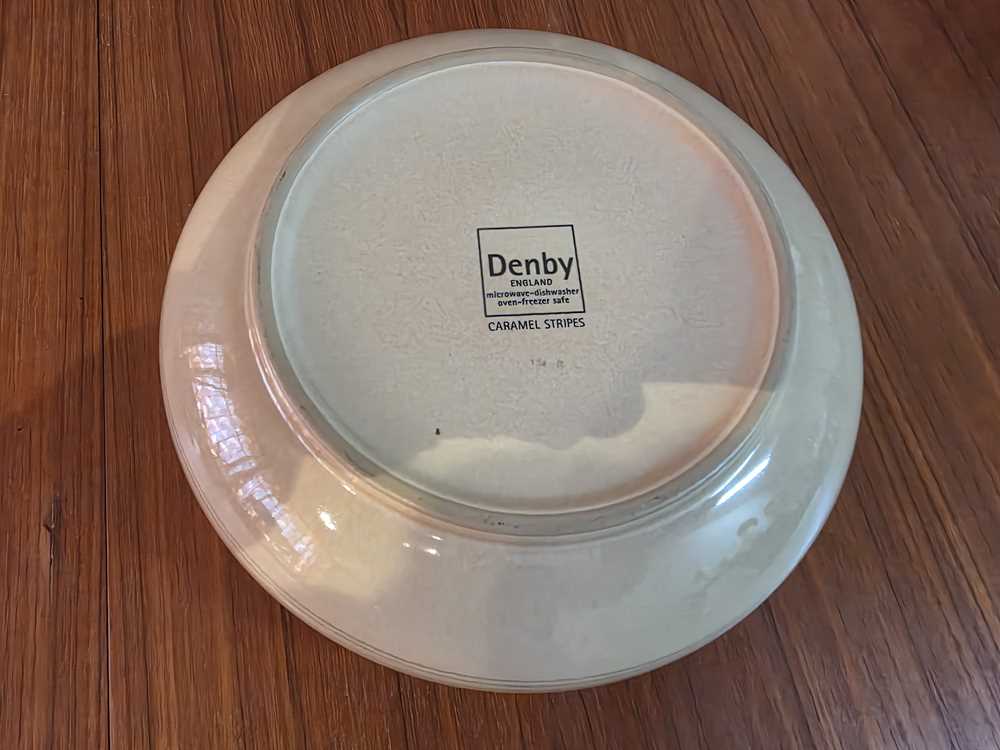 Denby
ENGLAND
microwave-dishwasher
oven-freezer safe
CARAMEL STRIPES